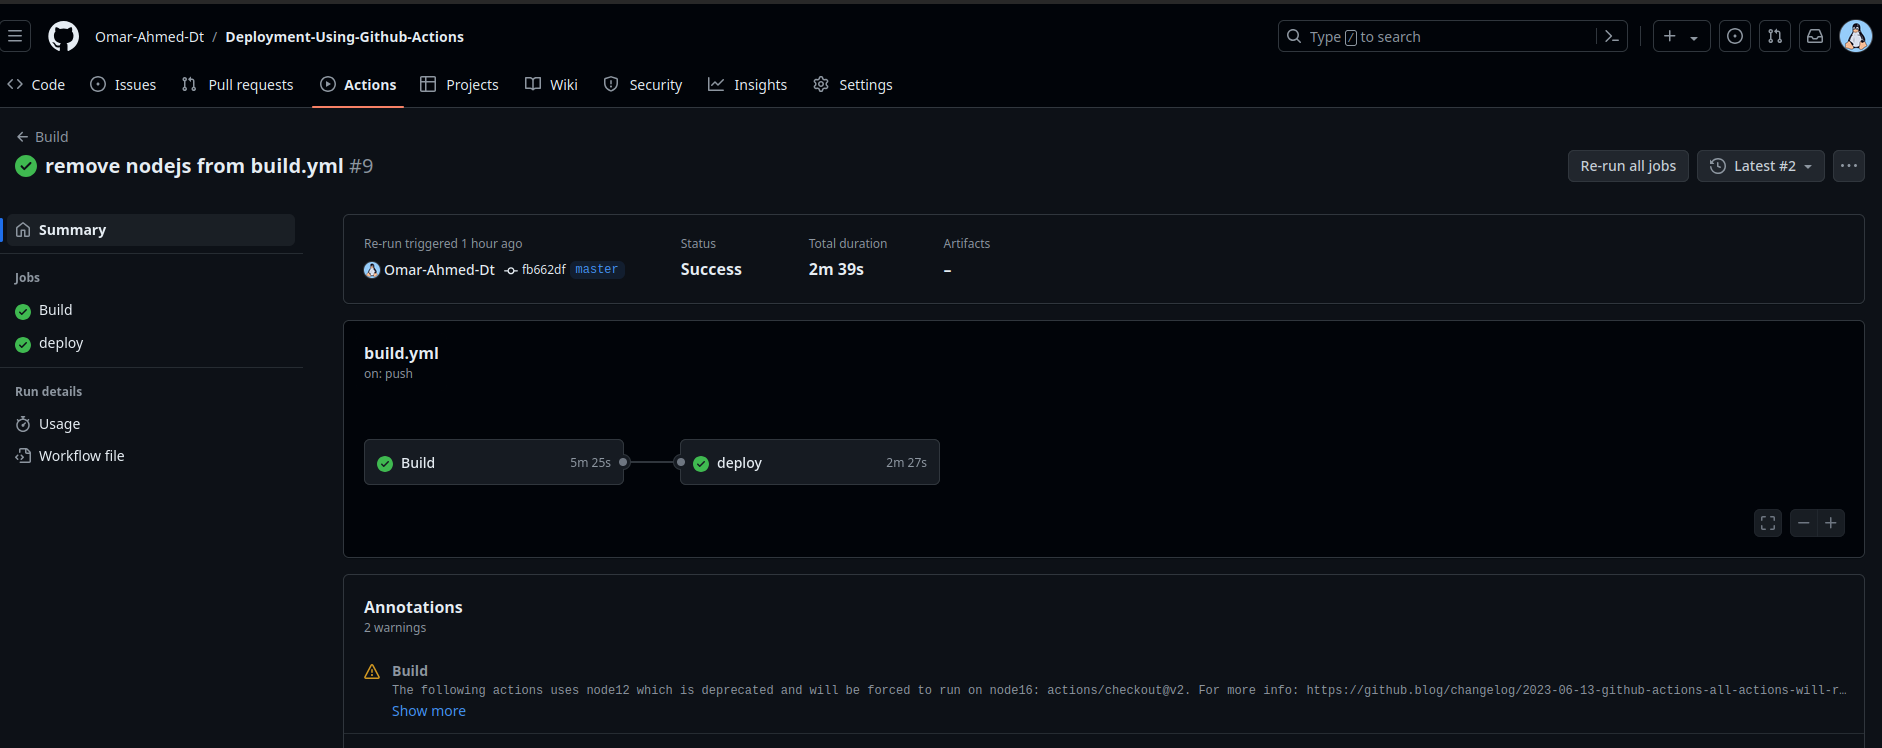 Omar-Ahmed-Dt / Deployment-Using-Github-Actions
Type / to search
Code Issues Pull requests Actions Projects Wiki Security Insights Settings
Build
remove nodejs from build.yml #9
Re-run all jobs Latest #2
Summary
Jobs
Build
deploy
Run details
Usage
Workflow file
Re-run triggered 1 hour ago
Omar-Ahmed-Dt fb662df master
Status
Success
Total duration
2m 39s
Artifacts
–
build.yml
on: push
Build 5m 25s
deploy 2m 27s
Annotations
2 warnings
Build
The following actions uses node12 which is deprecated and will be forced to run on node16: actions/checkout@v2. For more info: https://github.blog/changelog/2023-06-13-github-actions-all-actions-will-r…
Show more